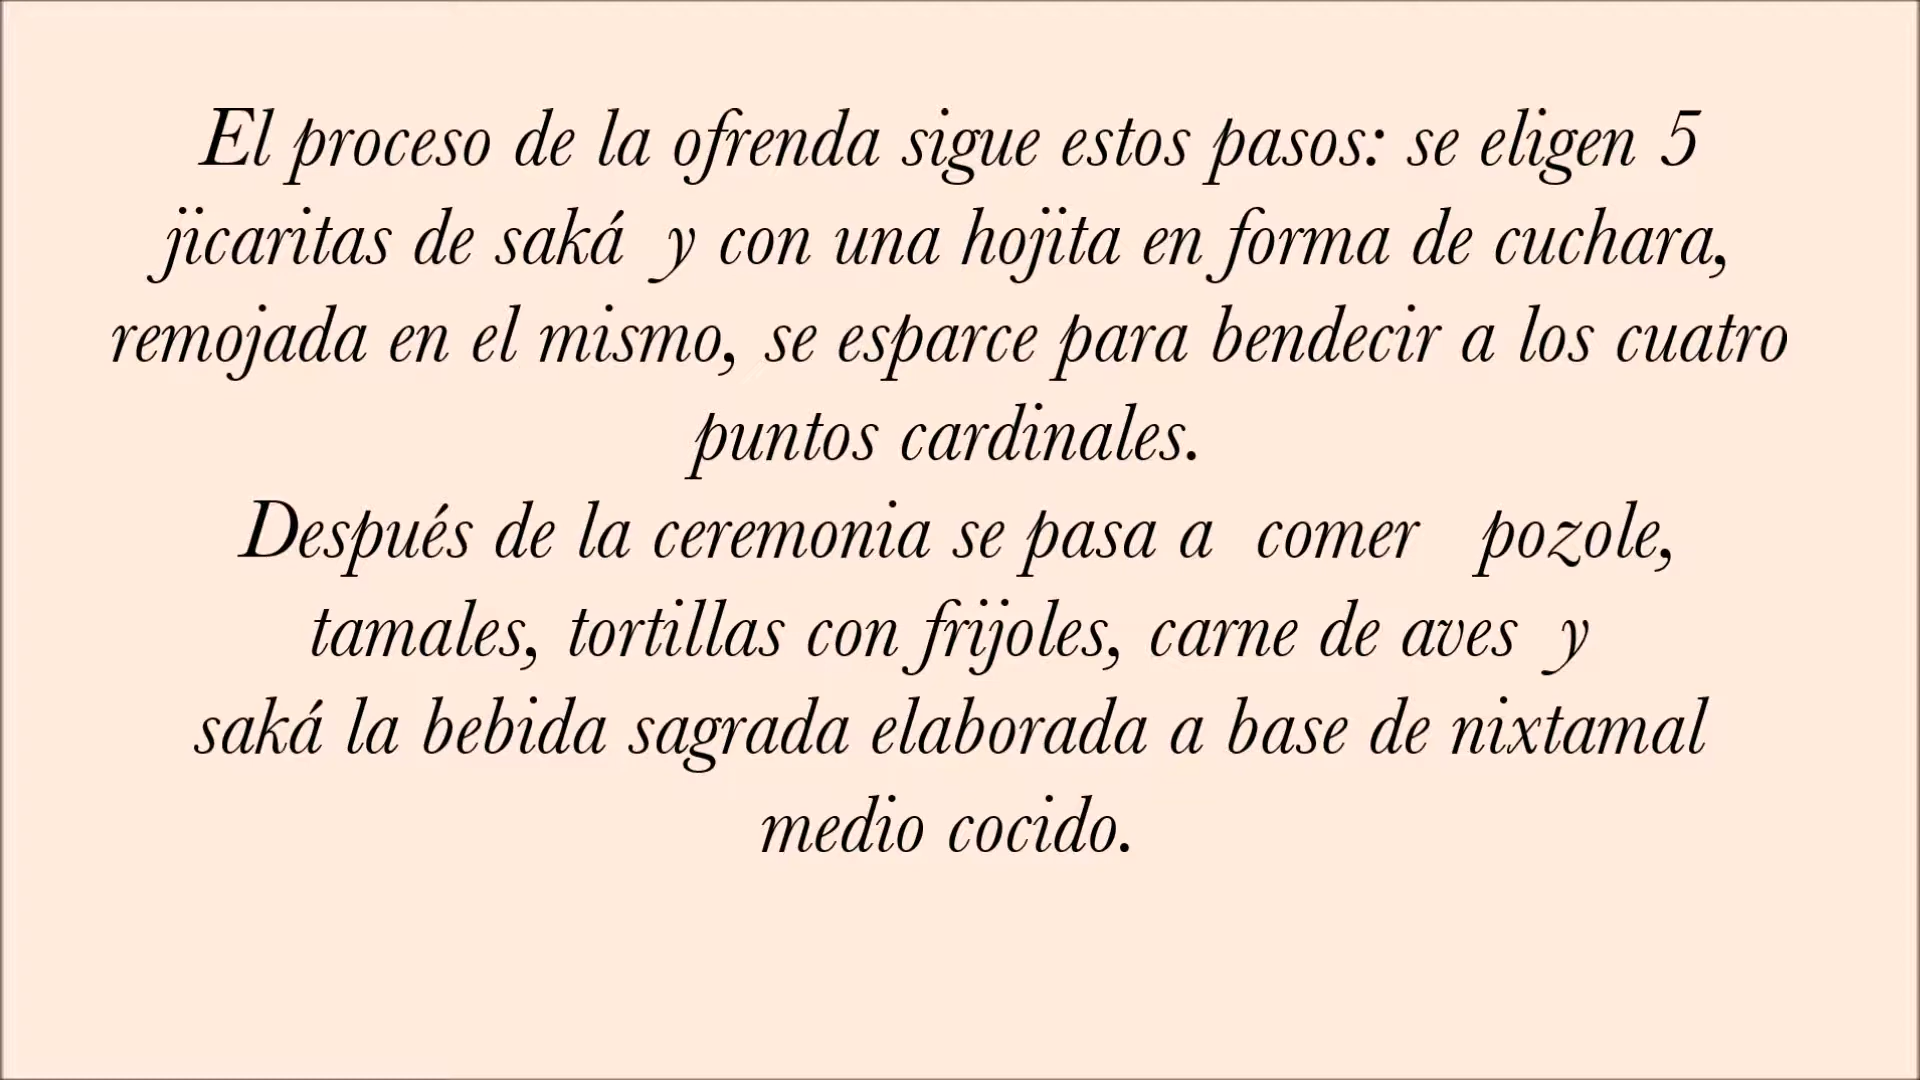 El proceso de la ofrenda sigue estos pasos: se eligen 5
jicaritas de saká y con una hojita en forma de cuchara,
remojada en el mismo, se esparce para bendecir a los cuatro
puntos cardinales.
Después de la ceremonia se pasa a comer pozole,
tamales, tortillas con frijoles, carne de aves y
saká la bebida sagrada elaborada a base de nixtamal
medio cocido.